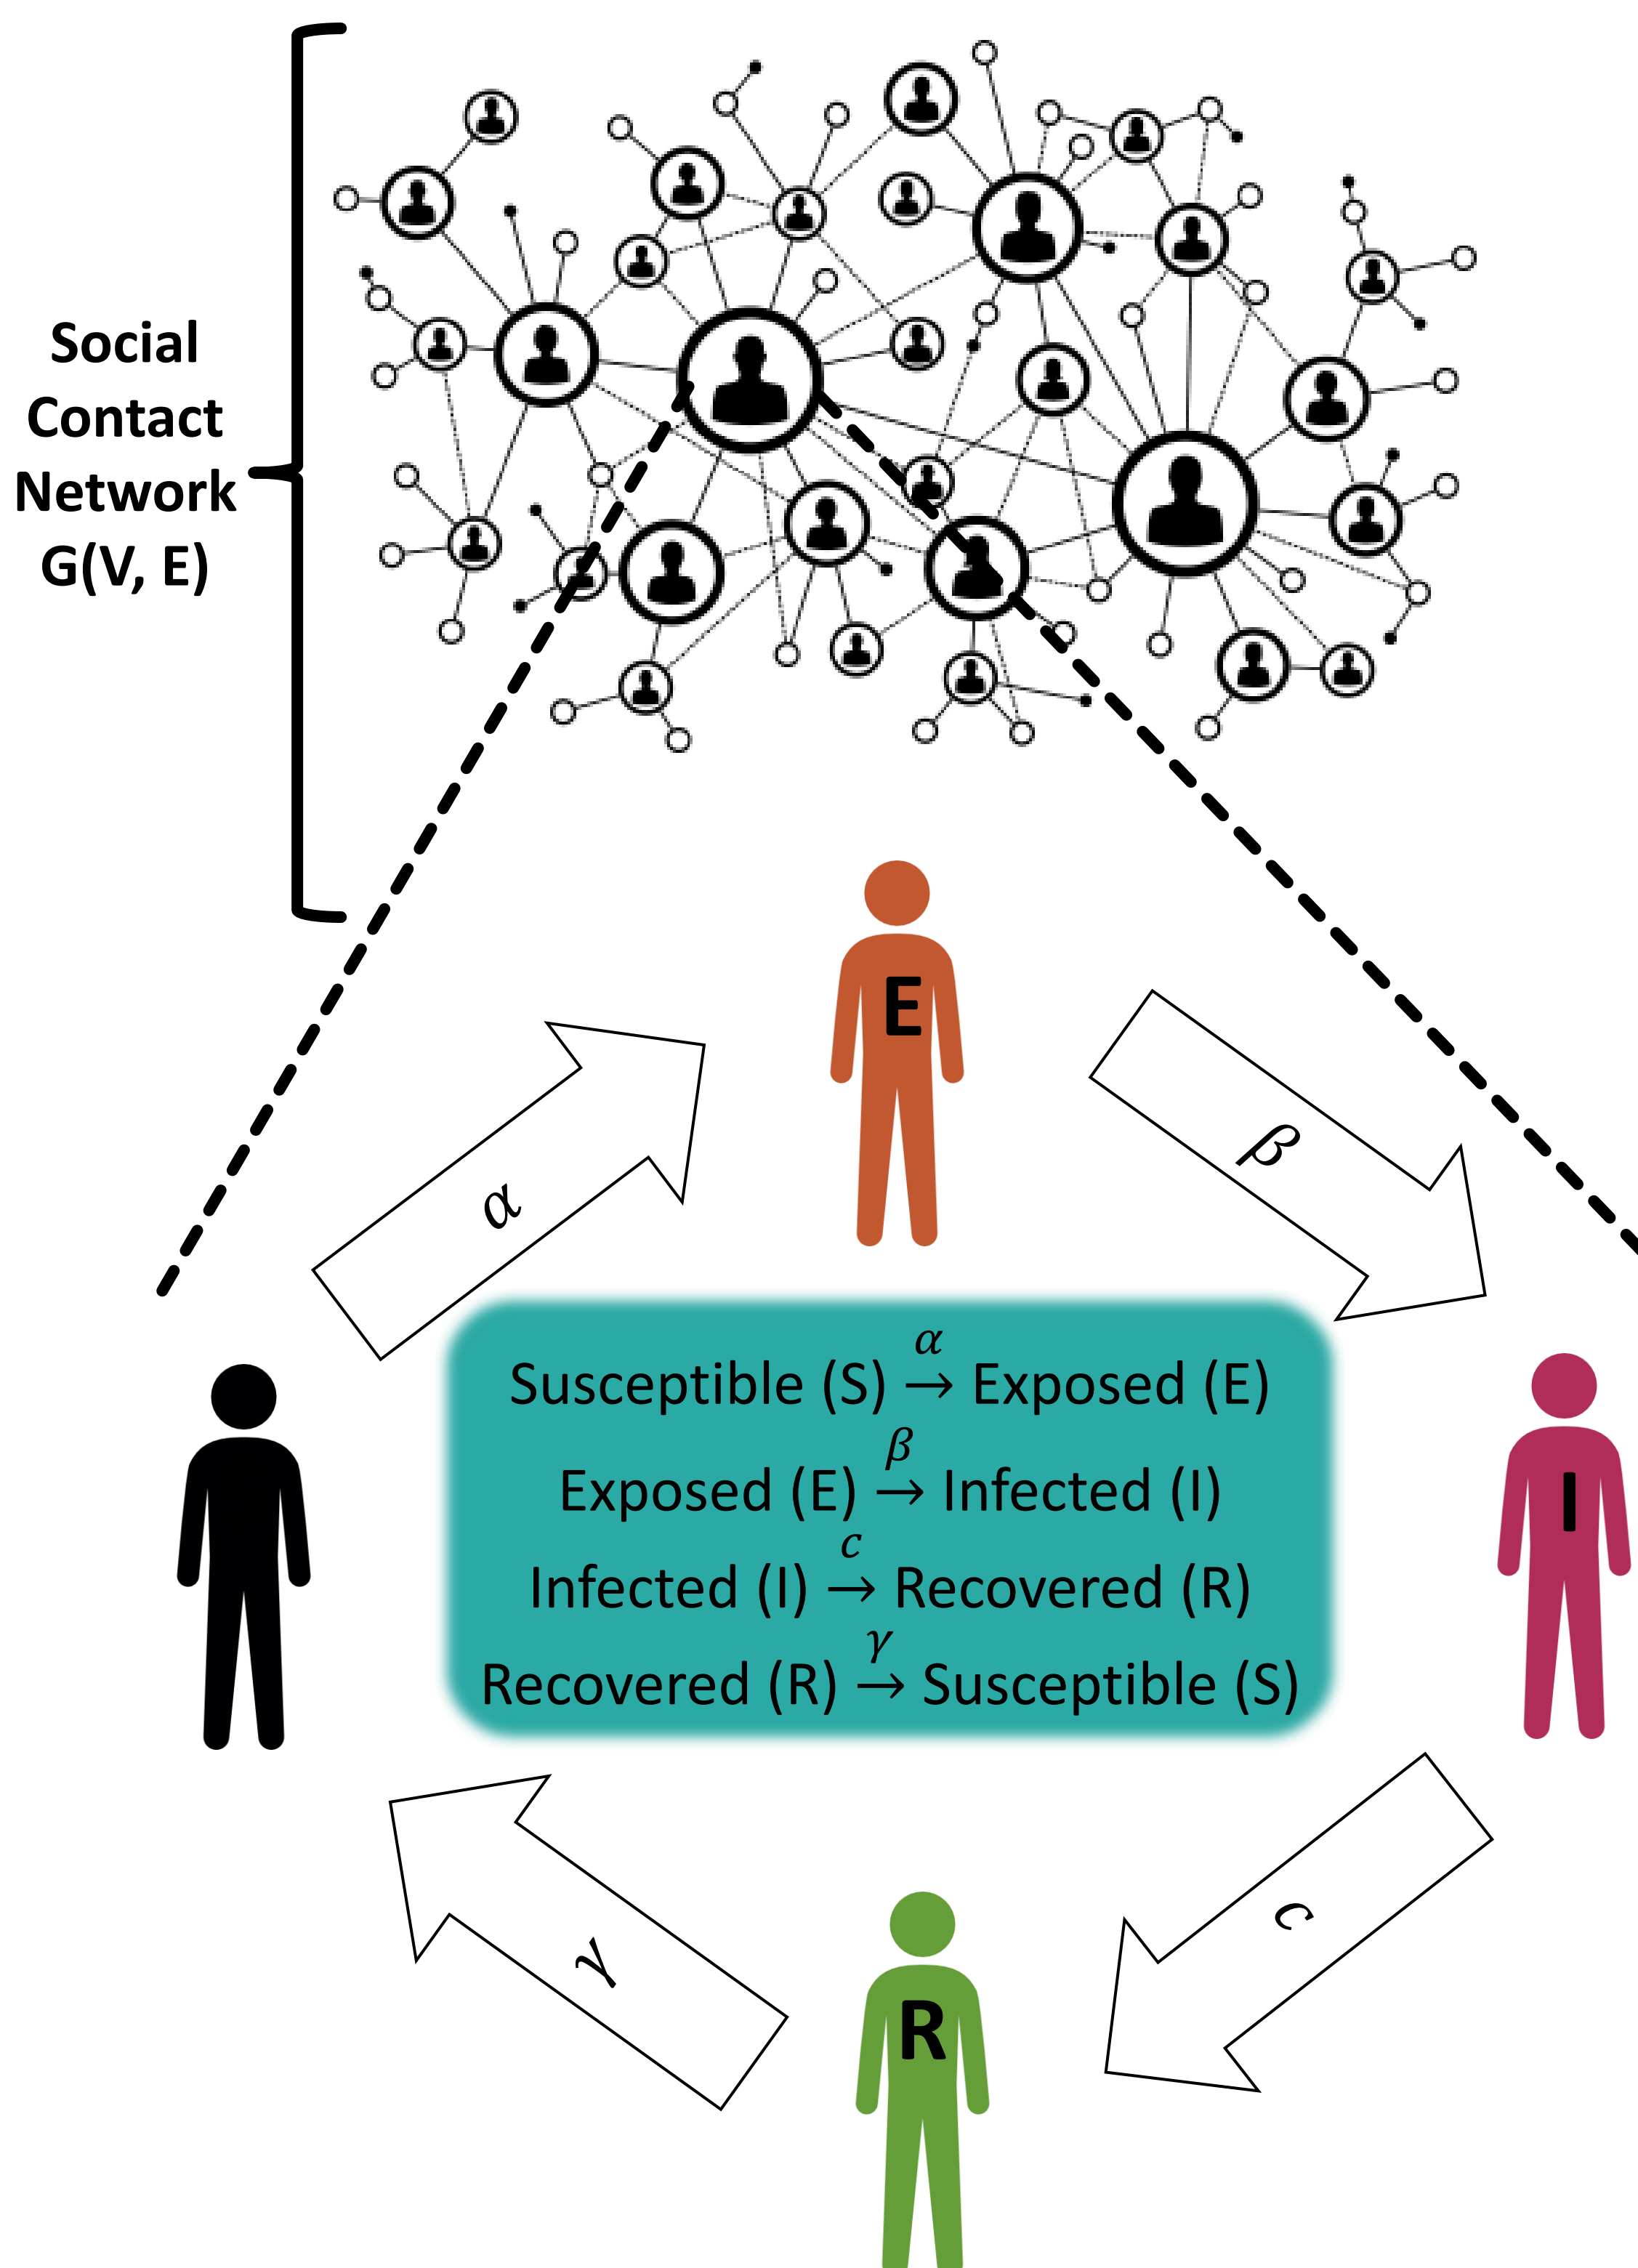 Social
Contact
Network
G(V, E)
E
α
β
α
Susceptible (S) → Exposed (E)
β
Exposed (E) → Infected (I)
c
Infected (I) → Recovered (R)
γ
Recovered (R) → Susceptible (S)
I
γ
c
R